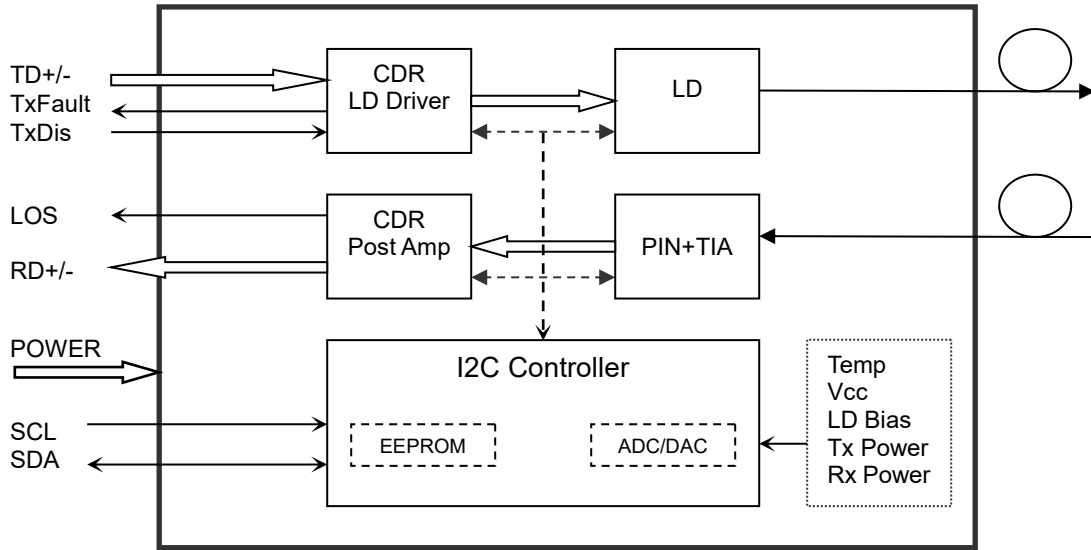 TD+/-
TxFault
TxDis
CDR
LD Driver
LD
LOS
RD+/-
CDR
Post Amp
PIN+TIA
POWER
SCL
SDA
I2C Controller
EEPROM
ADC/DAC
Temp
Vcc
LD Bias
Tx Power
Rx Power